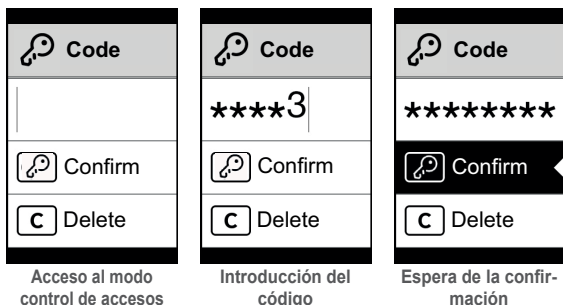 Code
Code
Code
****3
********
Confirm
Confirm
Confirm
C Delete
C Delete
C Delete
Acceso al modo
control de accesos
Introducción del
código
Espera de la confir-
mación